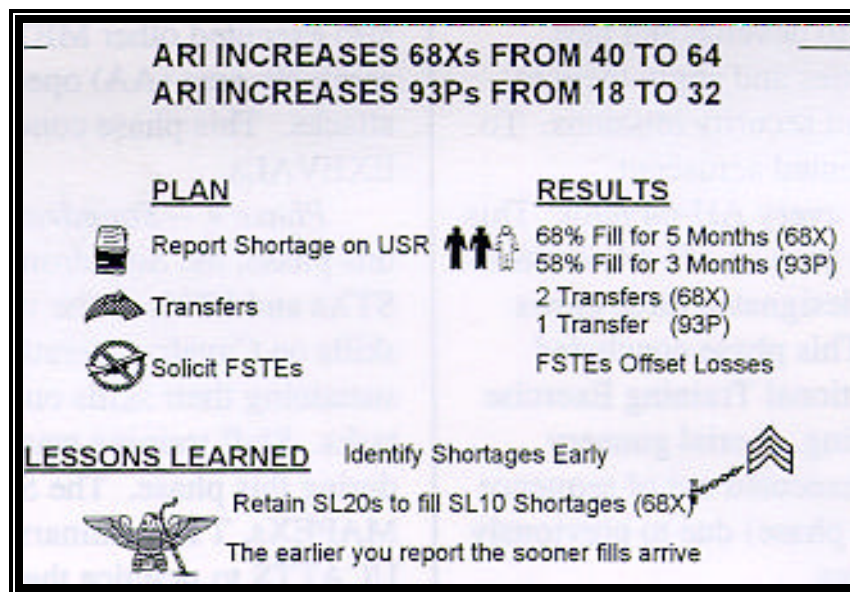 ARI INCREASES 68Xs FROM 40 TO 64
ARI INCREASES 93Ps FROM 18 TO 32
PLAN
Report Shortage on USR
Transfers
Solicit FSTEs
RESULTS
68% Fill for 5 Months (68X)
58% Fill for 3 Months (93P)
2 Transfers (68X)
1 Transfer (93P)
FSTEs Offset Losses
LESSONS LEARNED Identify Shortages Early
Retain SL20s to fill SL10 Shortages (68X)
The earlier you report the sooner fills arrive